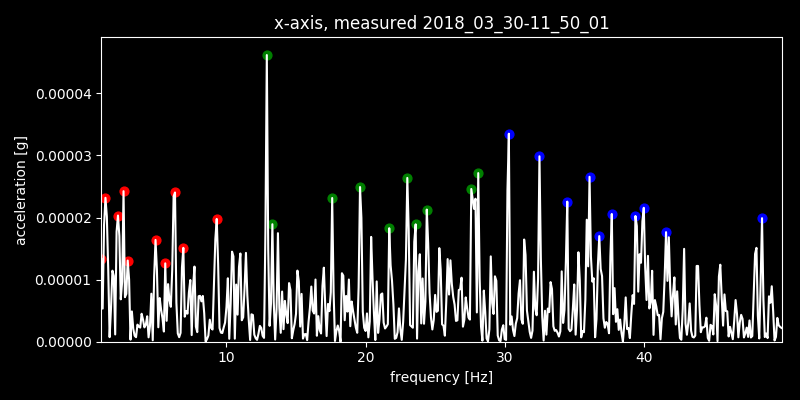 x-axis, measured 2018_03_30-11_50_01
acceleration [g]
0.00004
0.00003
0.00002
0.00001
0.00000
10 20 30 40
frequency [Hz]